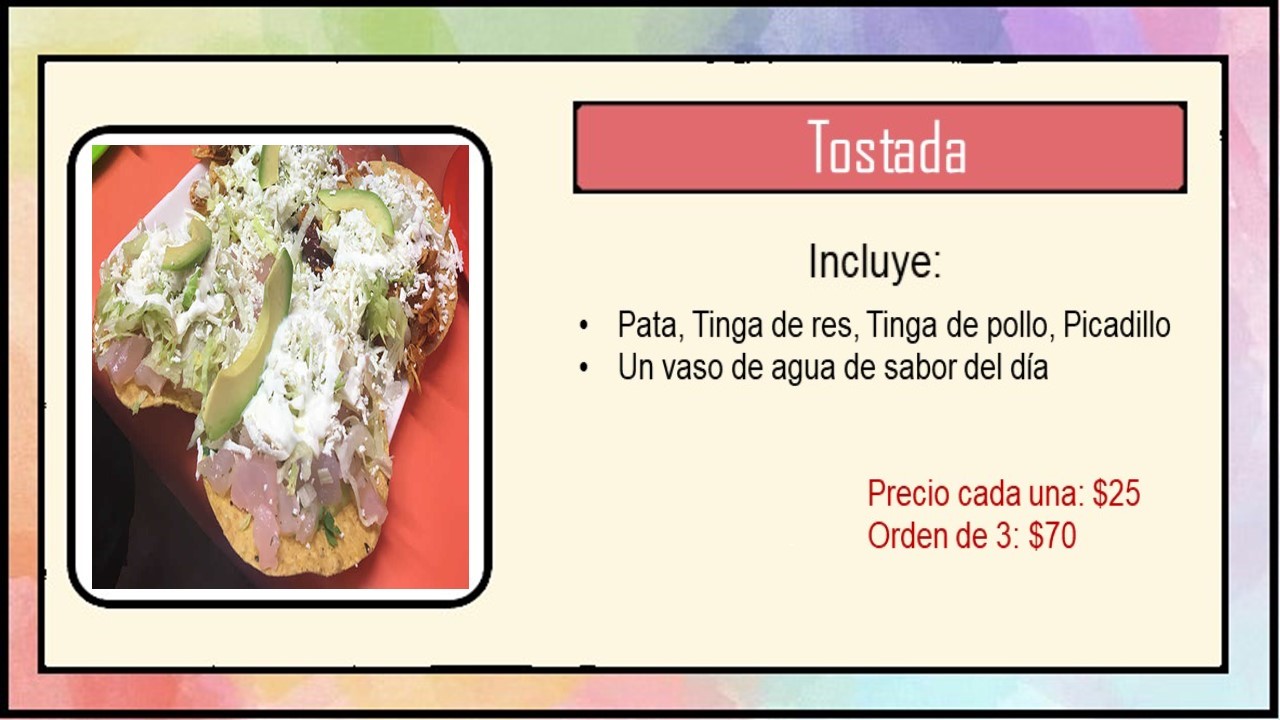 Tostada
Incluye:
• Pata, Tinga de res, Tinga de pollo, Picadillo
• Un vaso de agua de sabor del día
Precio cada una: $25
Orden de 3: $70